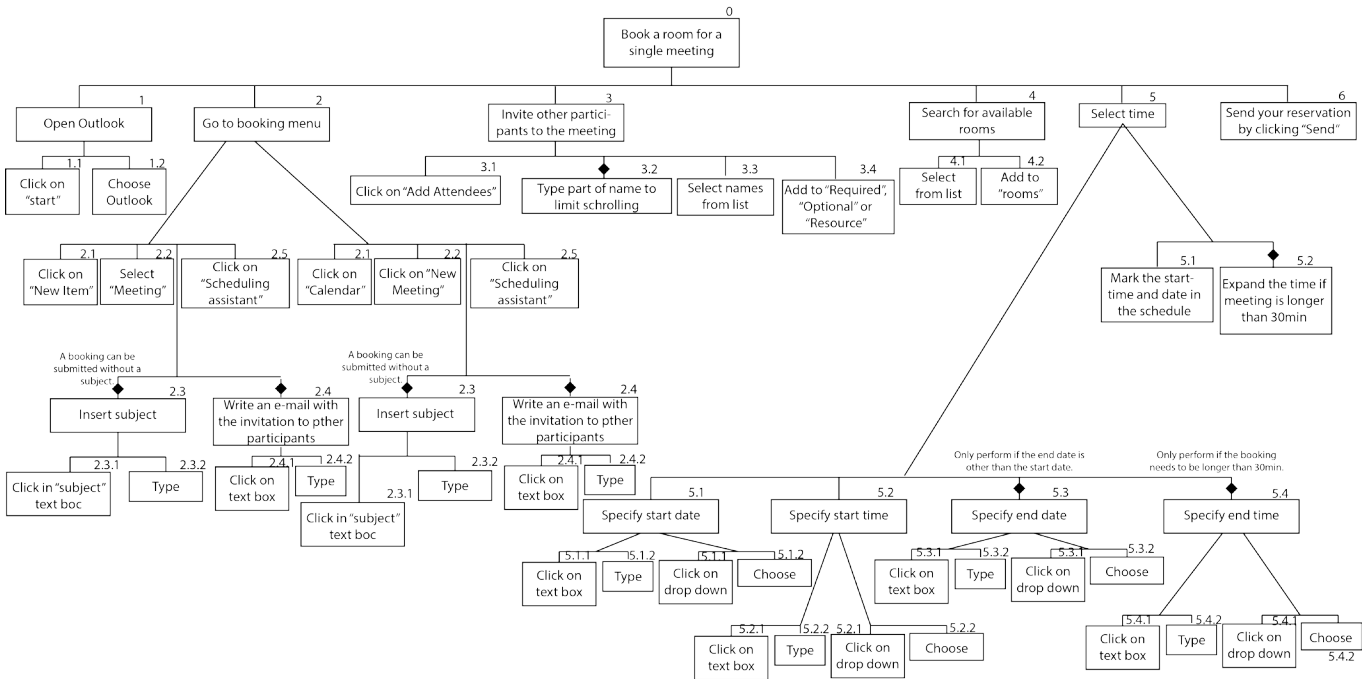 0
Book a room for a
single meeting
1
Open Outlook
2
Go to booking menu
3
Invite other partici-
pants to the meeting
4
Search for available
rooms
5
Select time
6
Send your reservation
by clicking “Send”
1.1
Click on
“start”
1.2
Choose
Outlook
3.1
Click on “Add Attendees”
3.2
Type part of name to
limit schrolling
3.3
Select names
from list
3.4
Add to “Required”,
“Optional” or
“Resource”
4.1
Select
from list
4.2
Add to
“rooms”
2.1
Click on
“New Item”
2.2
Select
“Meeting”
2.5
Click on
“Scheduling
assistant”
2.1
Click on
“Calendar”
2.2
Click on “New
Meeting”
2.5
Click on
“Scheduling
assistant”
5.1
Mark the start-
time and date in
the schedule
5.2
Expand the time if
meeting is longer
than 30min
A booking can be
submitted without a
subject.
2.3
Insert subject
2.4
Write an e-mail with
the invitation to pther
participants
A booking can be
submitted without a
subject.
2.3
Insert subject
2.4
Write an e-mail with
the invitation to pther
participants
2.3.1
Click in “subject”
text boc
2.3.2
Type
2.4.1
Click on
text box
2.4.2
Type
2.3.1
Click in “subject”
text boc
2.3.2
Type
2.4.1
Click on
text box
2.4.2
Type
Only perform if the end date is
other than the start date.
Only perform if the booking
needs to be longer than 30min.
5.1
Specify start date
5.2
Specify start time
5.3
Specify end date
5.4
Specify end time
5.1.1
Click on
text box
5.1.2
Type
5.1.1
Click on
drop down
5.1.2
Choose
5.3.1
Click on
text box
5.3.2
Type
5.3.1
Click on
drop down
5.3.2
Choose
5.2.1
Click on
text box
5.2.2
Type
5.2.1
Click on
drop down
5.2.2
Choose
5.4.1
Click on
text box
5.4.2
Type
5.4.1
Click on
drop down
Choose
5.4.2